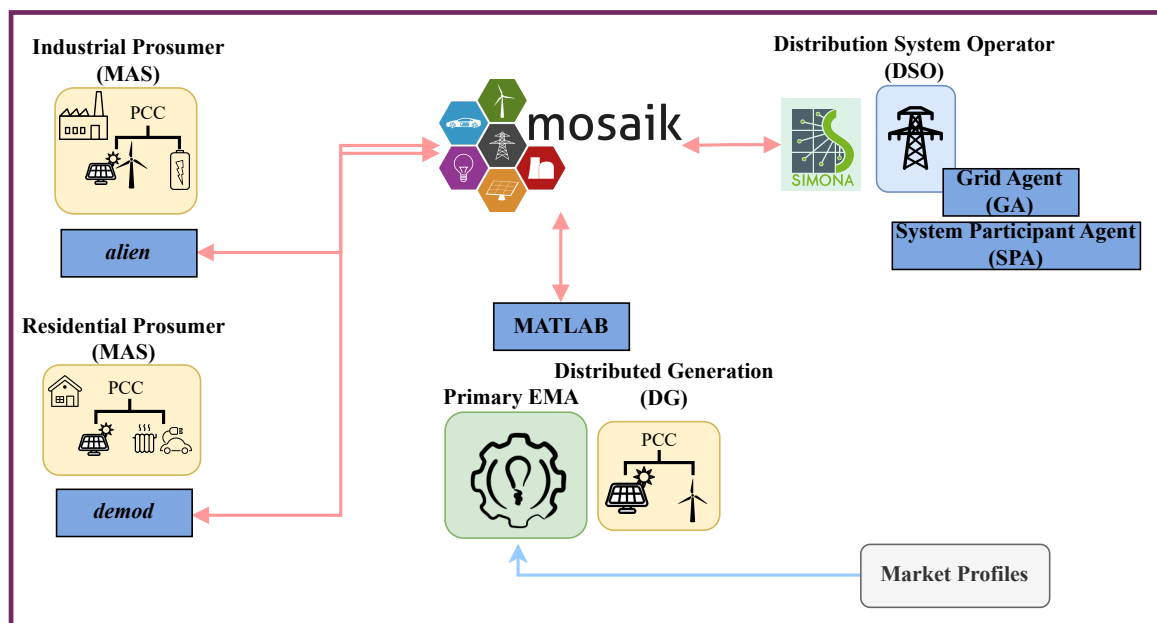 Industrial Prosumer
(MAS)
PCC
alien
Residential Prosumer
(MAS)
PCC
demod
mosaik
MATLAB
Primary EMA
Distributed Generation
(DG)
PCC
Distribution System Operator
(DSO)
SIMONA
Grid Agent
(GA)
System Participant Agent
(SPA)
Market Profiles